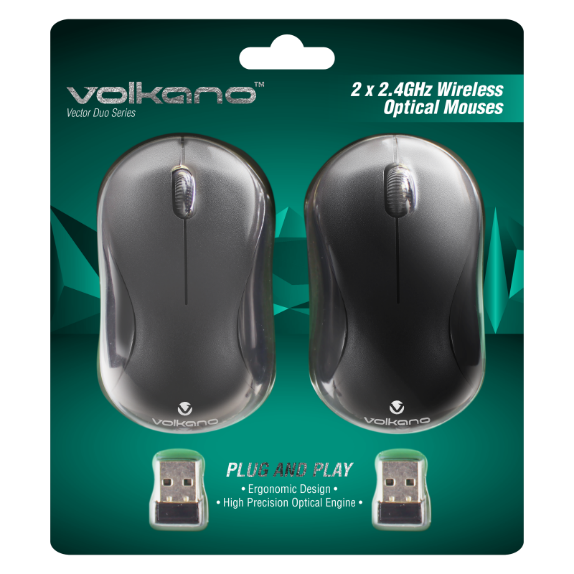 volkano™
Vector Duo Series
2 x 2.4GHz Wireless
Optical Mouses
volkano
volkano
PLUG AND PLAY
• Ergonomic Design •
• High Precision Optical Engine •